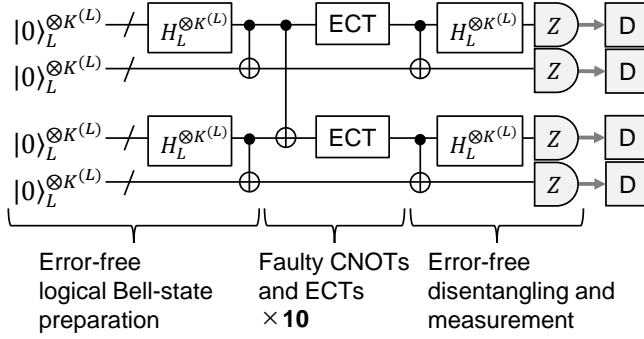 |0⟩_L^{⊗K^{(L)}} H_L^{⊗K^{(L)}} ECT H_L^{⊗K^{(L)}} Z D
|0⟩_L^{⊗K^{(L)}} Z D
|0⟩_L^{⊗K^{(L)}} H_L^{⊗K^{(L)}} ECT H_L^{⊗K^{(L)}} Z D
|0⟩_L^{⊗K^{(L)}} Z D
Error-free
logical Bell-state
preparation
Faulty CNOTs
and ECTs
×10
Error-free
disentangling and
measurement